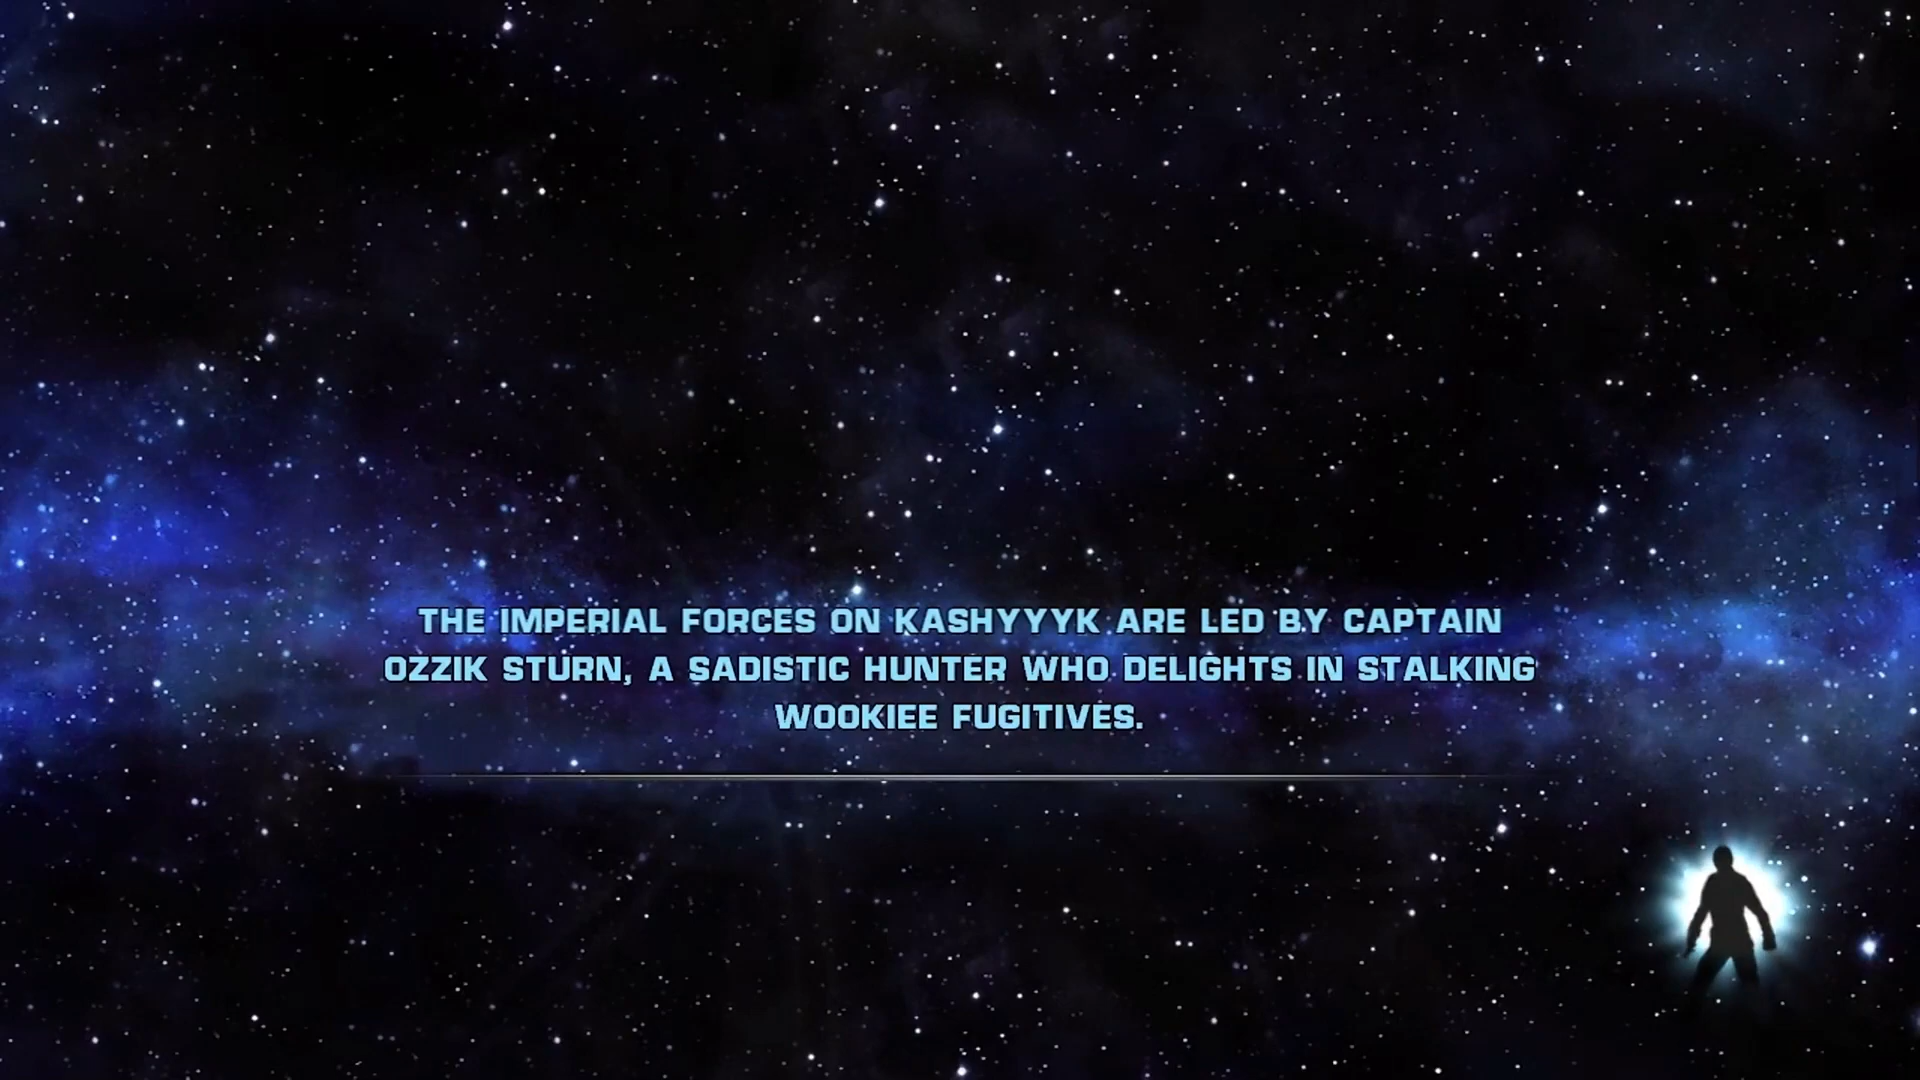 THE IMPERIAL FORCES ON KASHYYYK ARE LED BY CAPTAIN
OZZIK STURN, A SADISTIC HUNTER WHO DELIGHTS IN STALKING
WOOKIEE FUGITIVES.